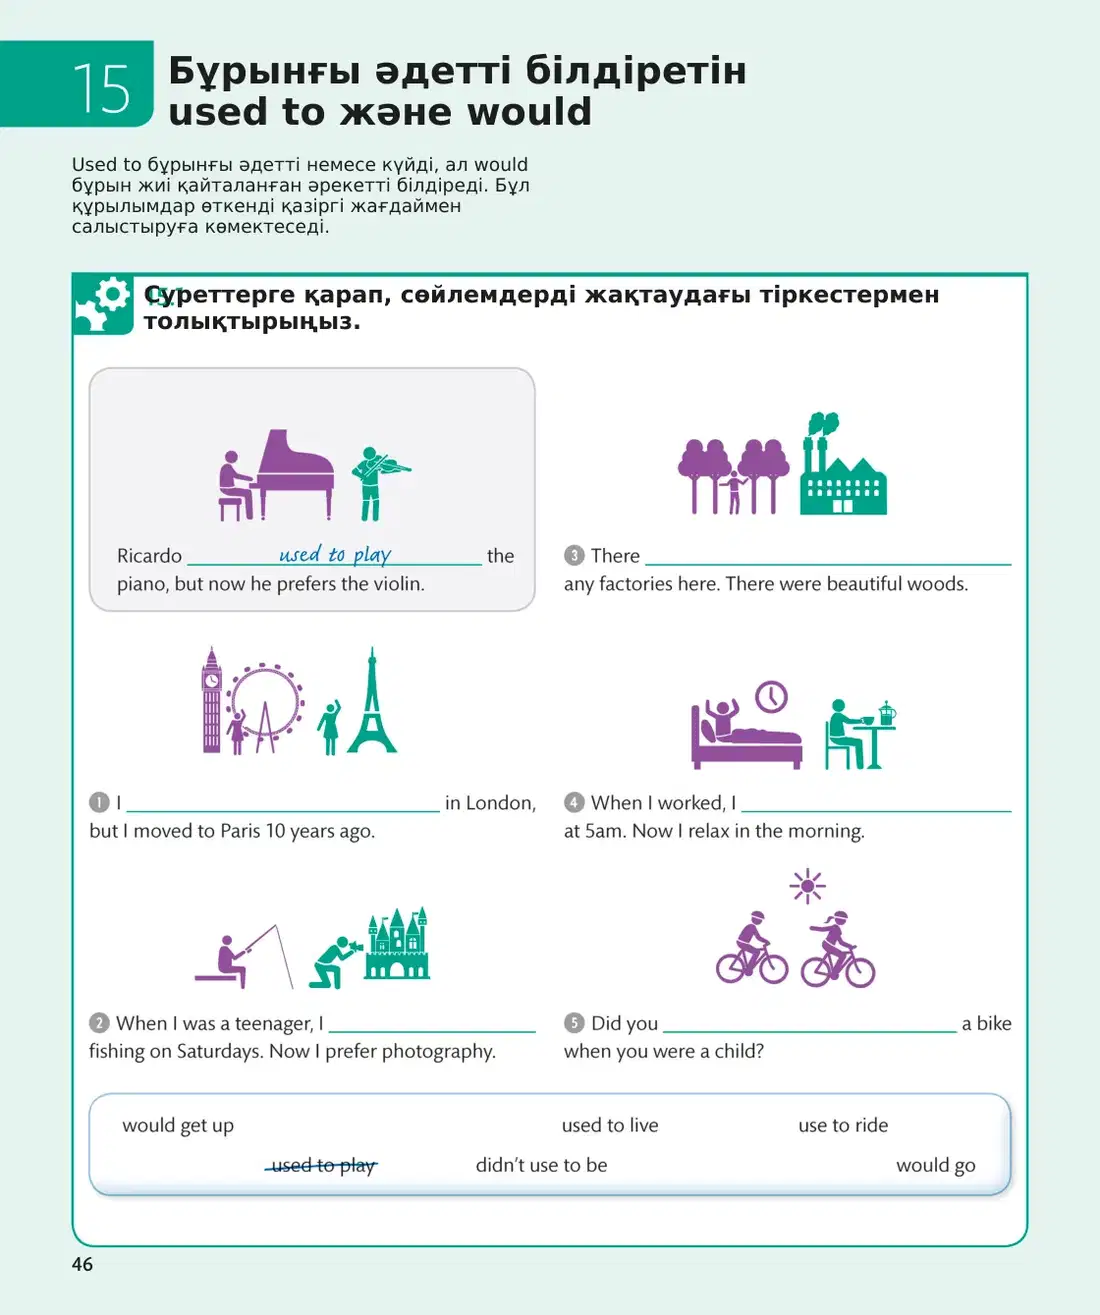 15
Бұрынғы әдетті білдіретін
used to және would
Used to бұрынғы әдетті немесе күйді, ал would
бұрын жиі қайталанған әрекетті білдіреді. Бұл
құрылымдар өткенді қазіргі жағдаймен
салыстыруға көмектеседі.
Суреттерге қарап, сөйлемдерді жақтаудағы тіркестермен
толықтырыңыз.
Ricardo used to play the
piano, but now he prefers the violin.
3 There
any factories here. There were beautiful woods.
1 I in London,
but I moved to Paris 10 years ago.
4 When I worked, I
at 5am. Now I relax in the morning.
2 When I was a teenager, I
fishing on Saturdays. Now I prefer photography.
5 Did you a bike
when you were a child?
would get up used to live use to ride
used to play didn't use to be would go
46